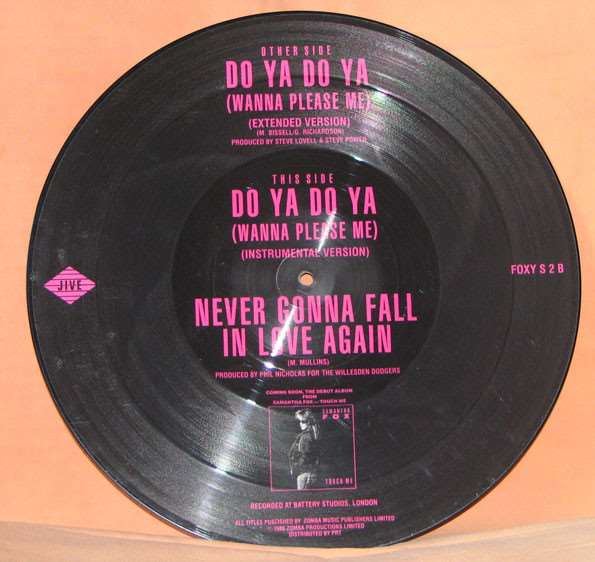 OTHER SIDE
DO YA DO YA
(WANNA PLEASE ME)
(EXTENDED VERSION)
(M BISSELL/G. RICHARDSON)
PRODUCED BY STEVE LOVELL & STEVE POWER
THIS SIDE
DO YA DO YA
(WANNA PLEASE ME)
(INSTRUMENTAL VERSION)
JIVE
FOXY S 2 B
NEVER GONNA FALL
IN LOVE AGAIN
(M. MULLINS)
PRODUCED BY PHIL NICHOLAS FOR THE WILLESDEN DODGERS
COMING SOON, THE DEBUT ALBUM
FROM
SAMANTHA FOX — TOUCH ME
SAMANTHA
FOX
TOUCH ME
RECORDED AT BATTERY STUDIOS, LONDON
ALL TITLES PUBLISHED BY ZOMBA MUSIC PUBLISHERS LIMITED
© 1986 ZOMBA PRODUCTIONS LIMITED
DISTRIBUTED BY PRT